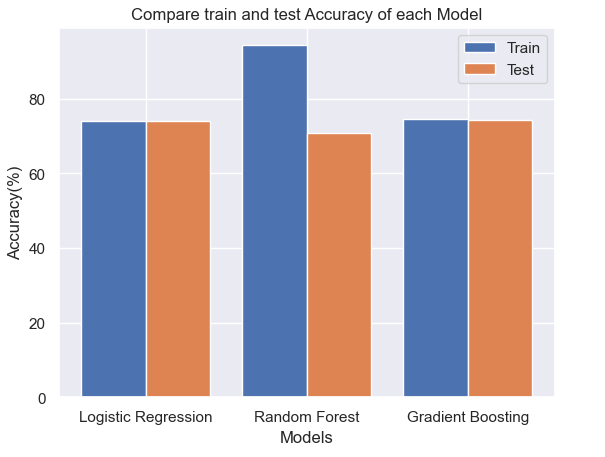 Compare train and test Accuracy of each Model
Train
Test
80
60
40
20
0
Accuracy(%)
Logistic Regression Random Forest Gradient Boosting
Models